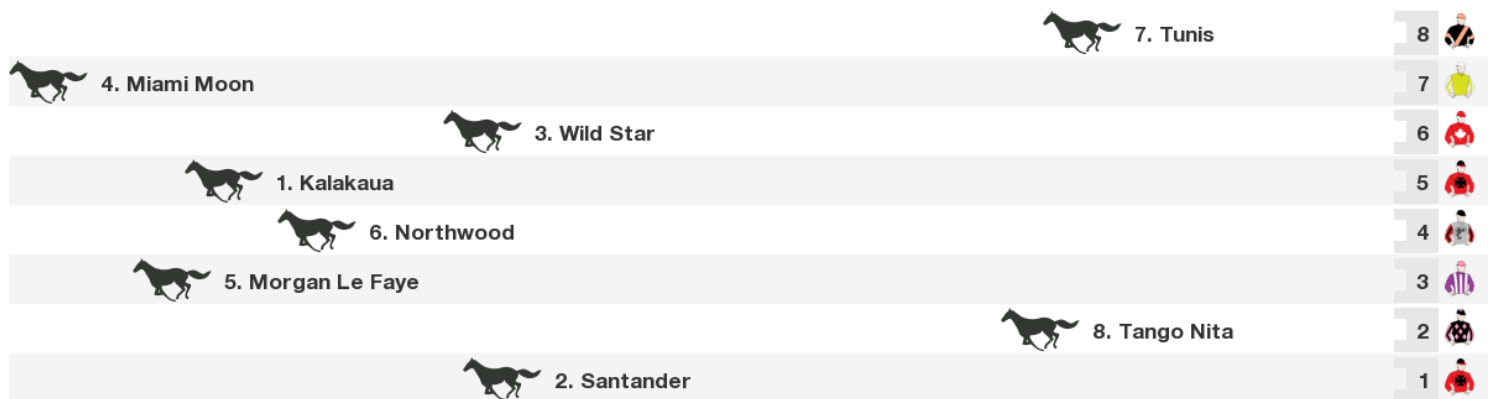 7. Tunis 8
4. Miami Moon 7
3. Wild Star 6
1. Kalakaua 5
6. Northwood 4
5. Morgan Le Faye 3
8. Tango Nita 2
2. Santander 1